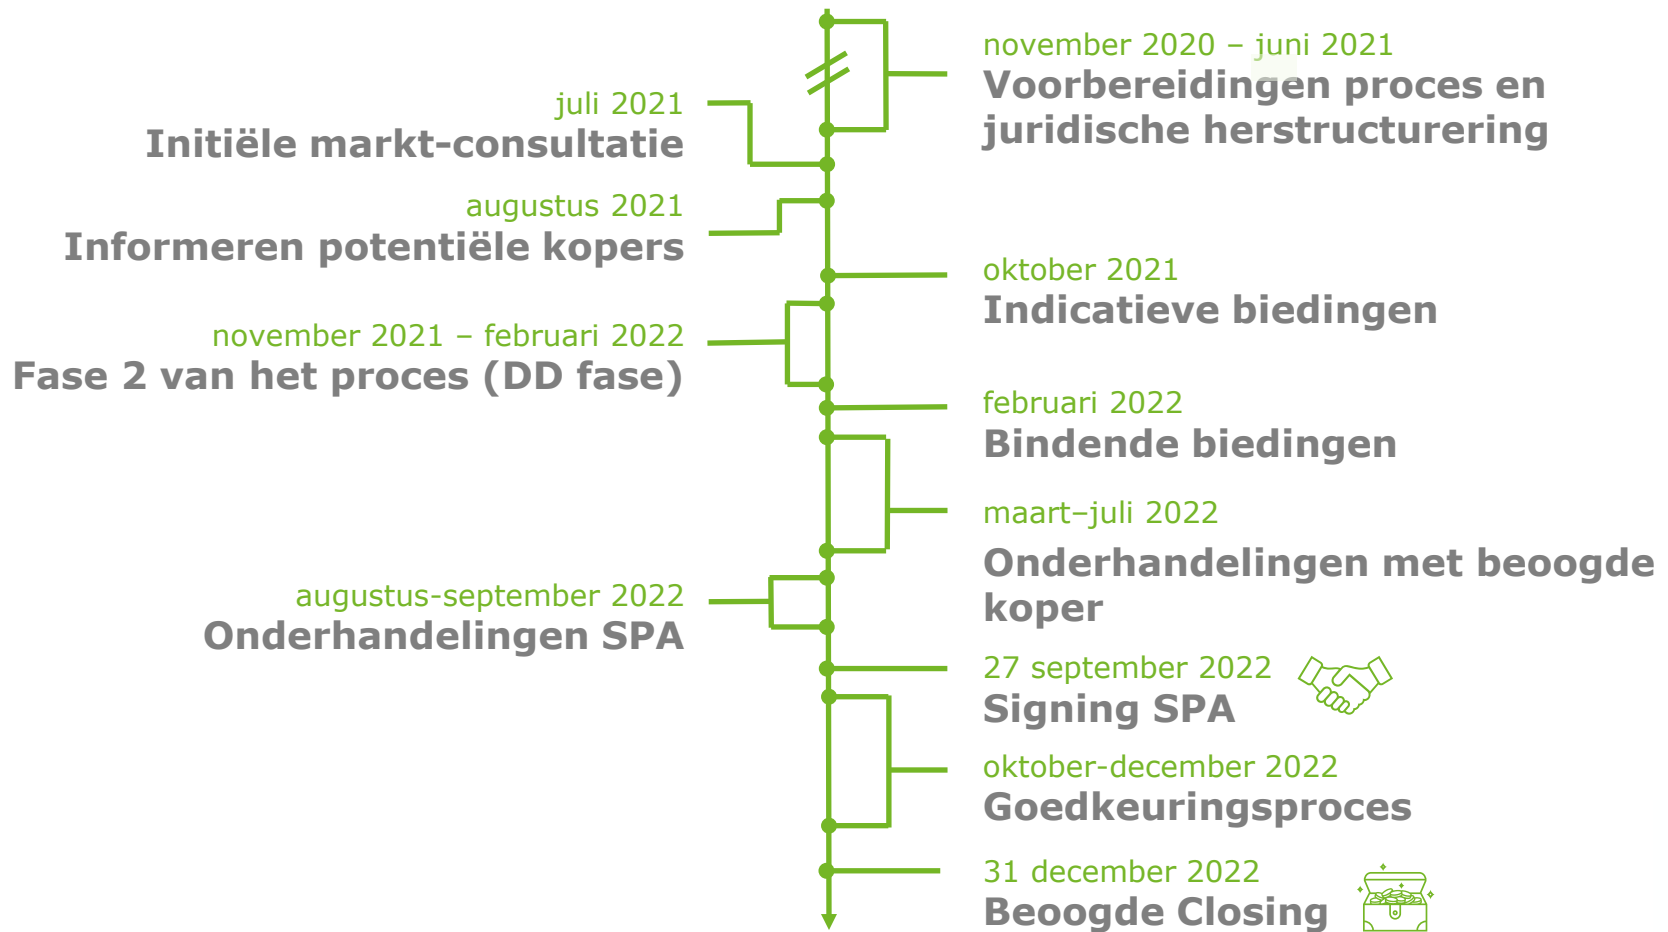 november 2020 – juni 2021
Voorbereidingen proces en
juridische herstructurering
juli 2021
Initiële markt-consultatie
augustus 2021
Informeren potentiële kopers
oktober 2021
Indicatieve biedingen
november 2021 – februari 2022
Fase 2 van het proces (DD fase)
februari 2022
Bindende biedingen
maart–juli 2022
Onderhandelingen met beoogde
koper
augustus-september 2022
Onderhandelingen SPA
27 september 2022
Signing SPA
oktober-december 2022
Goedkeuringsproces
31 december 2022
Beoogde Closing